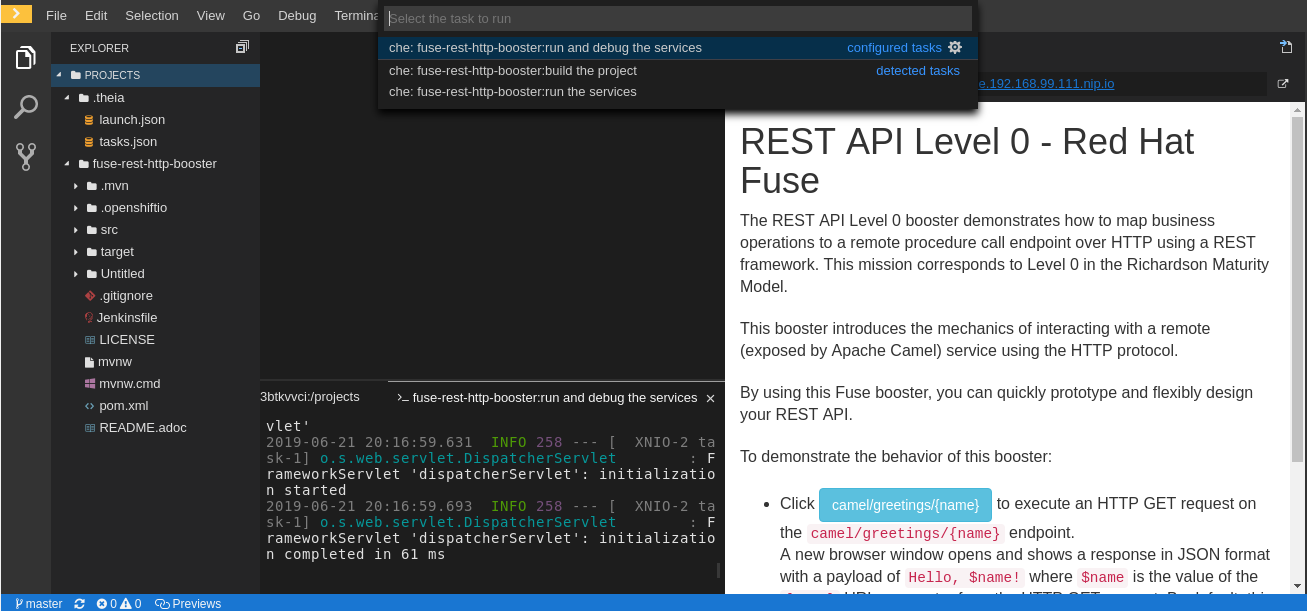 File Edit Selection View Go Debug
Select the task to run
che: fuse-rest-http-booster:run and debug the services configured tasks
che: fuse-rest-http-booster:build the project detected tasks
che: fuse-rest-http-booster:run the services
EXPLORER
PROJECTS
.theia
launch.json
tasks.json
fuse-rest-http-booster
.mvn
.openshiftio
src
target
Untitled
.gitignore
Jenkinsfile
LICENSE
mvnw
mvnw.cmd
pom.xml
README.adoc
3btkvvci:/projects
>_ fuse-rest-http-booster:run and debug the services ×
vlet'
2019-06-21 20:16:59.631 INFO 258 --- [ XNIO-2 ta
sk-1] o.s.web.servlet.DispatcherServlet : F
rameworkServlet 'dispatcherServlet': initializatio
n started
2019-06-21 20:16:59.693 INFO 258 --- [ XNIO-2 ta
sk-1] o.s.web.servlet.DispatcherServlet : F
rameworkServlet 'dispatcherServlet': initializatio
n completed in 61 ms
e.192.168.99.111.nip.io
REST API Level 0 - Red Hat
Fuse
The REST API Level 0 booster demonstrates how to map business
operations to a remote procedure call endpoint over HTTP using a REST
framework. This mission corresponds to Level 0 in the Richardson Maturity
Model.
This booster introduces the mechanics of interacting with a remote
(exposed by Apache Camel) service using the HTTP protocol.
By using this Fuse booster, you can quickly prototype and flexibly design
your REST API.
To demonstrate the behavior of this booster:
• Click camel/greetings/{name} to execute an HTTP GET request on
the camel/greetings/{name} endpoint.
A new browser window opens and shows a response in JSON format
with a payload of Hello, $name! where $name is the value of the
master 0 0 Previews